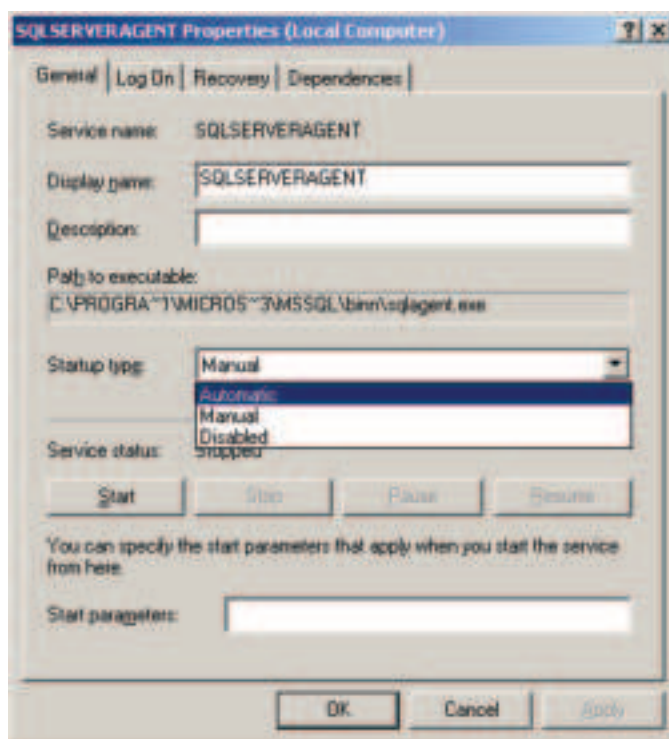 SQLSERVERAGENT Properties (Local Computer)
General Log On Recovery Dependencies
Service name: SQLSERVERAGENT
Display name: SQLSERVERAGENT
Description:
Path to executable:
C:\PROGRA~1\MICROS~3\MSSQL\binn\sqlagent.exe
Startup type: Manual
Automatic
Manual
Disabled
Service status: Stopped
Start Stop Pause Resume
You can specify the start parameters that apply when you start the service
from here.
Start parameters:
OK Cancel Apply